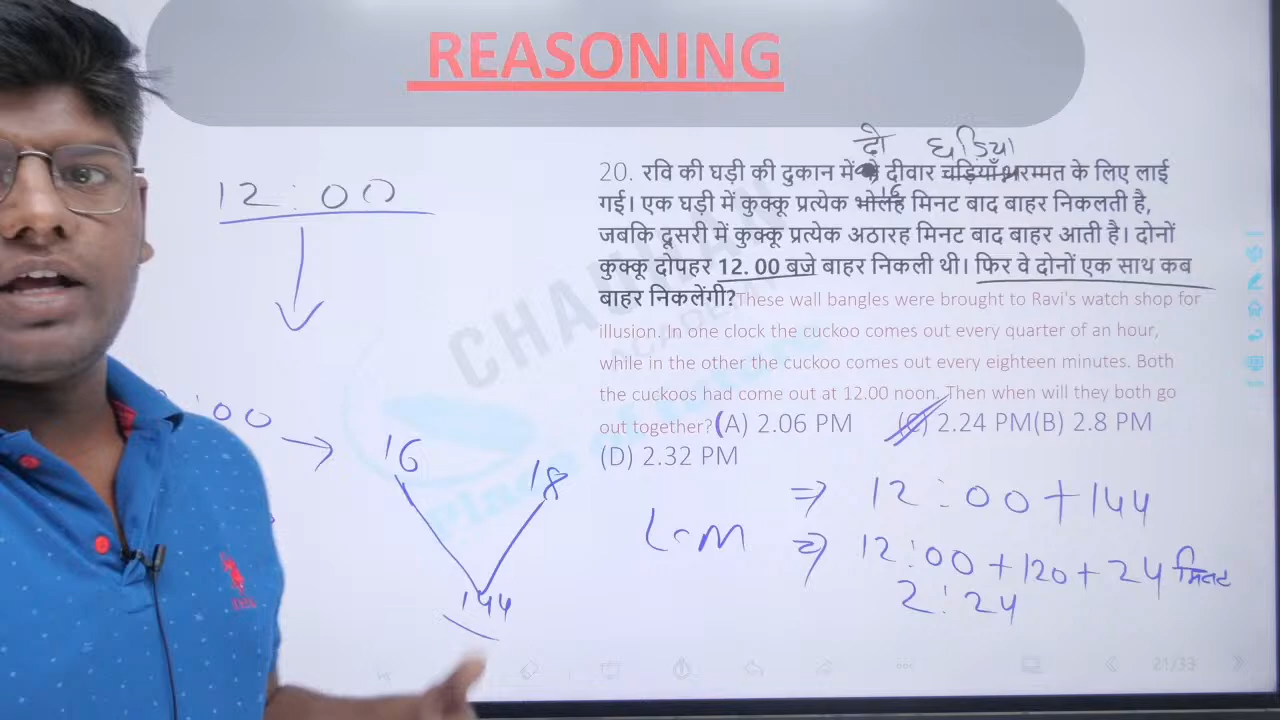 REASONING
दो घड़िया
20. रवि की घड़ी की दुकान में दीवार चड़ियाँ मरम्मत के लिए लाई
16
गई। एक घड़ी में कुक्कू प्रत्येक भोलह मिनट बाद बाहर निकलती है,
जबकि दूसरी में कुक्कू प्रत्येक अठारह मिनट बाद बाहर आती है। दोनों
कुक्कू दोपहर 12. 00 बजे बाहर निकली थी। फिर वे दोनों एक साथ कब
बाहर निकलेंगी? These wall bangles were brought to Ravi's watch shop for
illusion. In one clock the cuckoo comes out every quarter of an hour,
while in the other the cuckoo comes out every eighteen minutes. Both
the cuckoos had come out at 12.00 noon. Then when will they both go
out together? (A) 2.06 PM (C) 2.24 PM(B) 2.8 PM
(D) 2.32 PM
12:00
:00 → 16 18
144
LCM
⇒ 12:00+144
⇒ 12:00+120+24 मिनट
2:24
CHAUHAN
21/33